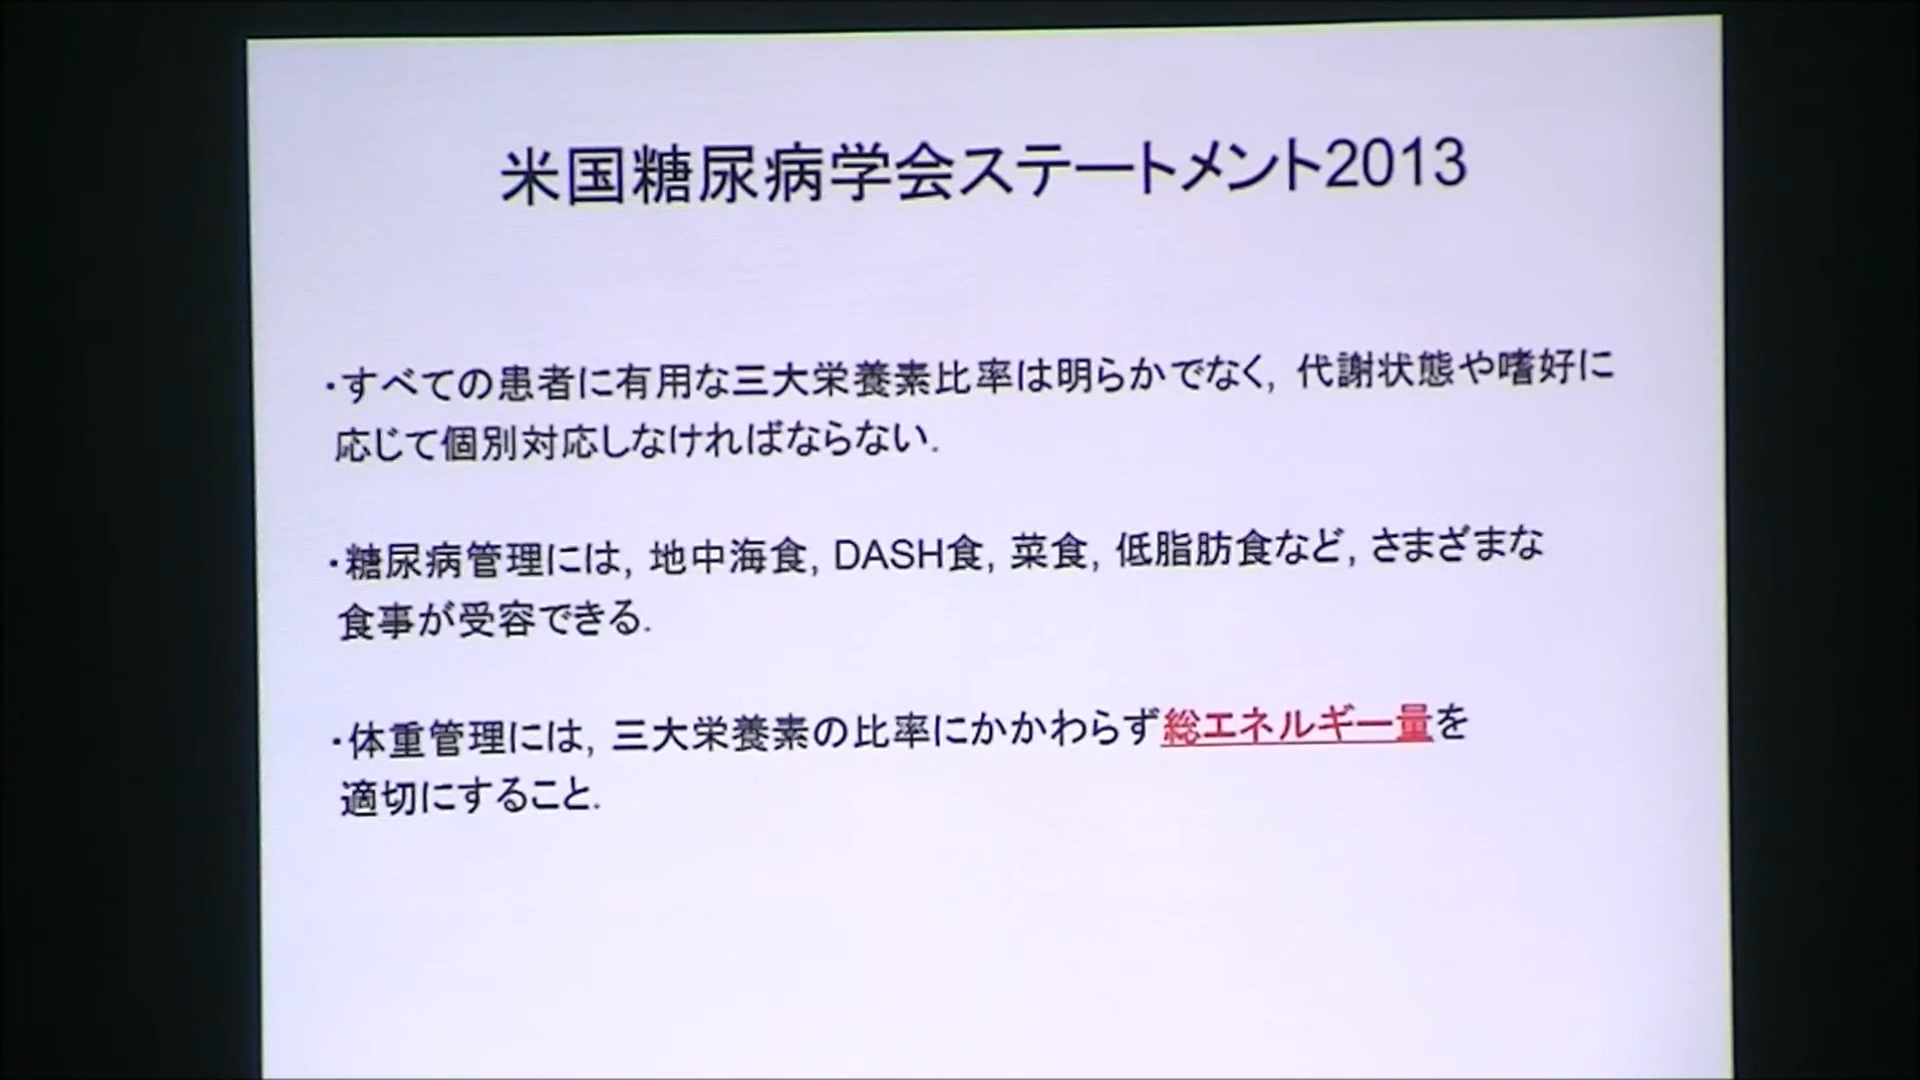 米国糖尿病学会ステートメント2013
・すべての患者に有用な三大栄養素比率は明らかでなく, 代謝状態や嗜好に
応じて個別対応しなければならない.
・糖尿病管理には, 地中海食, DASH食, 菜食, 低脂肪食など, さまざまな
食事が受容できる.
・体重管理には, 三大栄養素の比率にかかわらず総エネルギー量を
適切にすること.